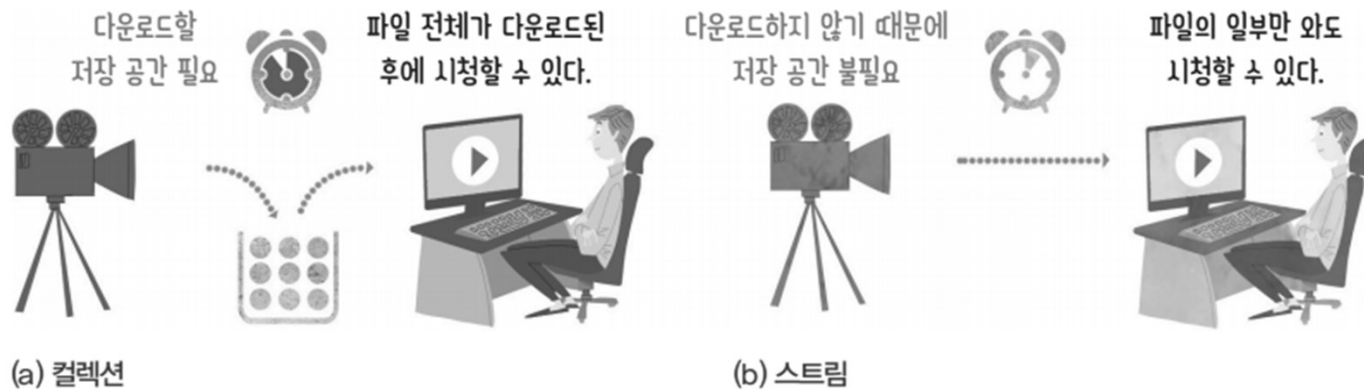 다운로드할
저장 공간 필요
파일 전체가 다운로드된
후에 시청할 수 있다.
(a) 컬렉션
다운로드하지 않기 때문에
저장 공간 불필요
파일의 일부만 와도
시청할 수 있다.
(b) 스트림